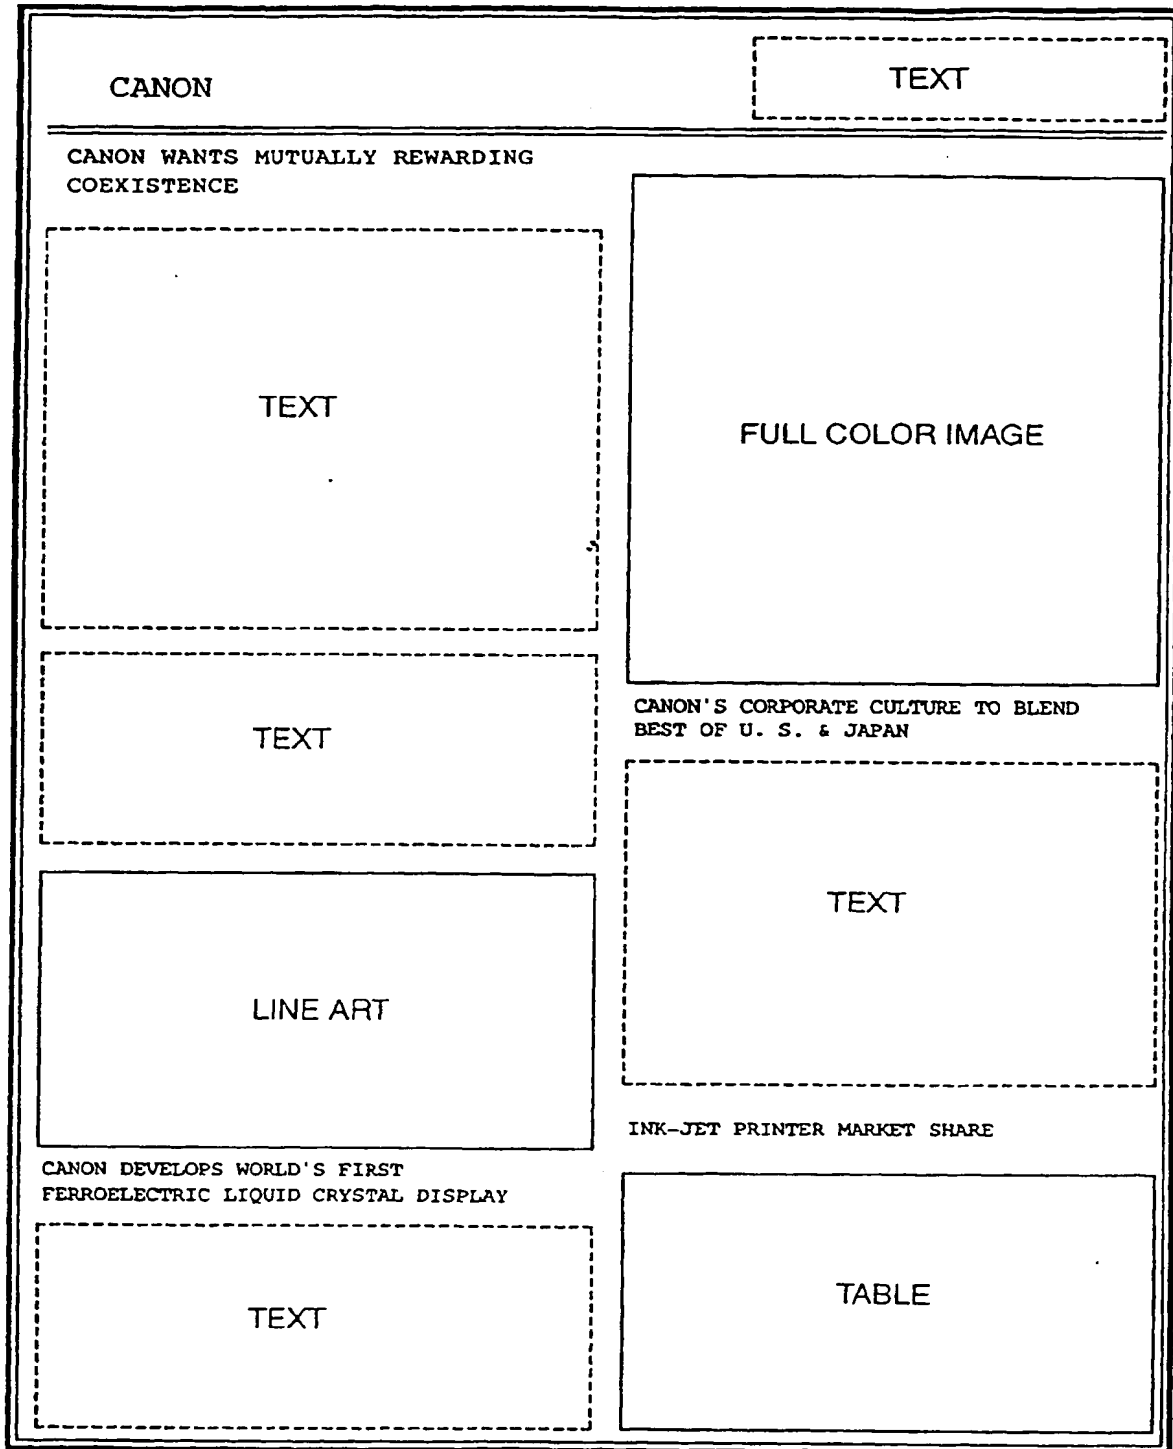 CANON
TEXT
CANON WANTS MUTUALLY REWARDING
COEXISTENCE
TEXT
TEXT
LINE ART
CANON DEVELOPS WORLD'S FIRST
FERROELECTRIC LIQUID CRYSTAL DISPLAY
TEXT
FULL COLOR IMAGE
CANON'S CORPORATE CULTURE TO BLEND
BEST OF U. S. & JAPAN
TEXT
INK-JET PRINTER MARKET SHARE
TABLE